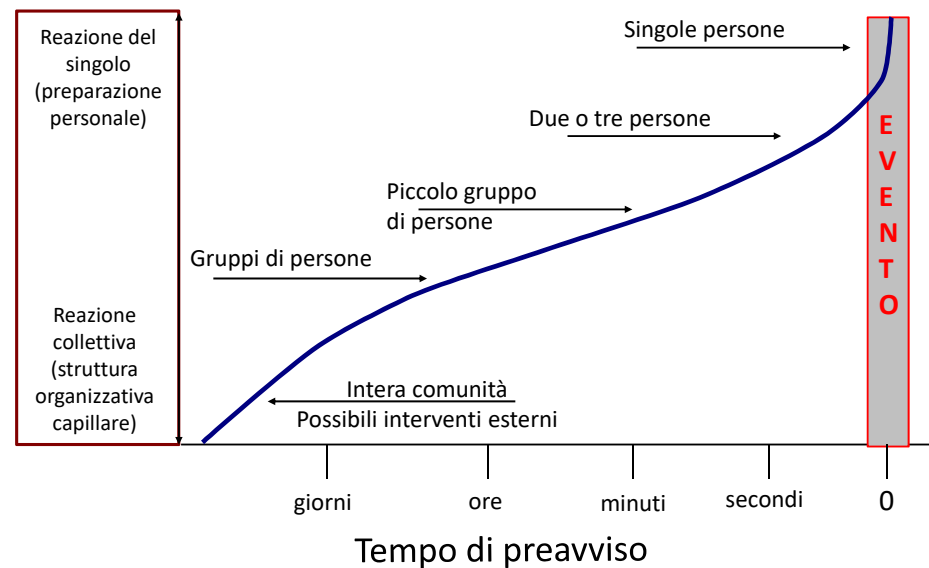 Reazione del
singolo
(preparazione
personale)
Reazione
collettiva
(struttura
organizzativa
capillare)
Singole persone
Due o tre persone
Piccolo gruppo
di persone
Gruppi di persone
Intera comunità
Possibili interventi esterni
EVENTO
giorni
ore
minuti
secondi
0
Tempo di preavviso